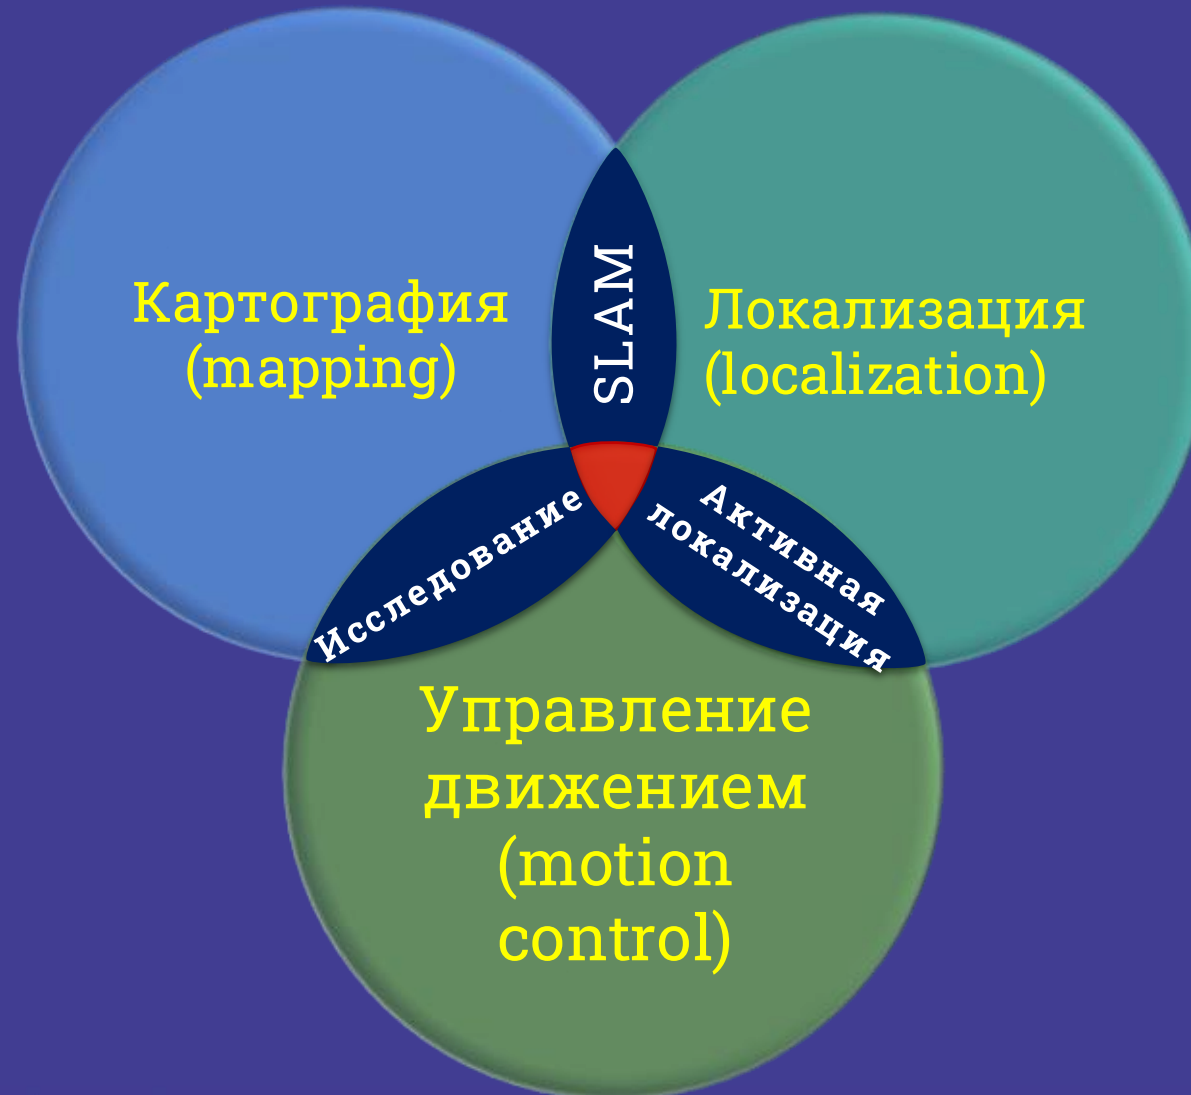 Картография
(mapping)
SLAM
Локализация
(localization)
Исследование
Активная
локализация
Управление
движением
(motion
control)